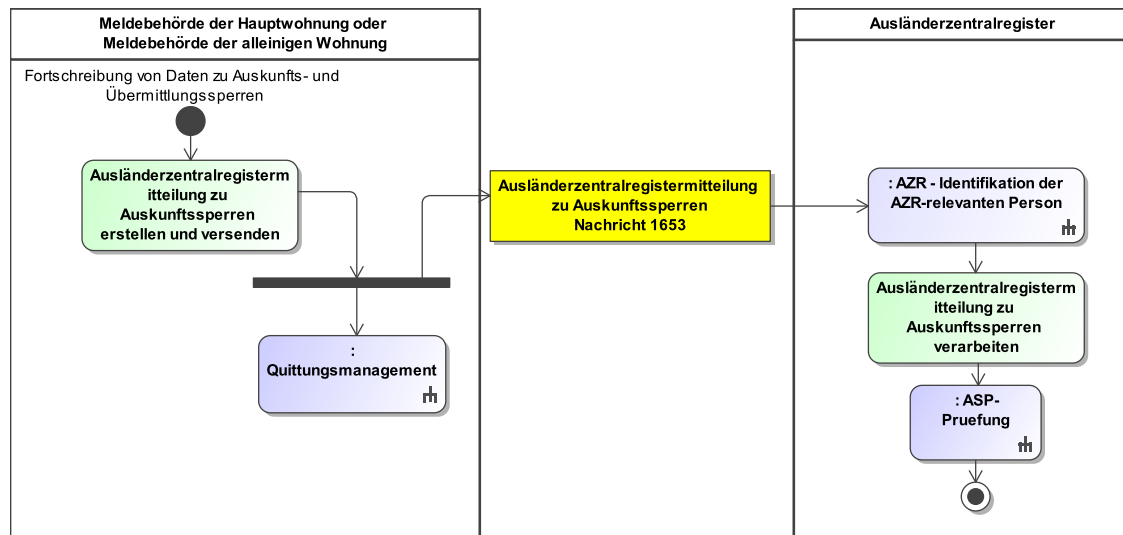 Meldebehörde der Hauptwohnung oder
Meldebehörde der alleinigen Wohnung
Fortschreibung von Daten zu Auskunfts- und
Übermittlungssperren
Ausländerzentralregisterm
itteilung zu
Auskunftssperren
erstellen und versenden
:
Quittungsmanagement
Ausländerzentralregistermitteilung
zu Auskunftssperren
Nachricht 1653
Ausländerzentralregister
: AZR - Identifikation der
AZR-relevanten Person
Ausländerzentralregisterm
itteilung zu
Auskunftssperren
verarbeiten
: ASP-
Pruefung